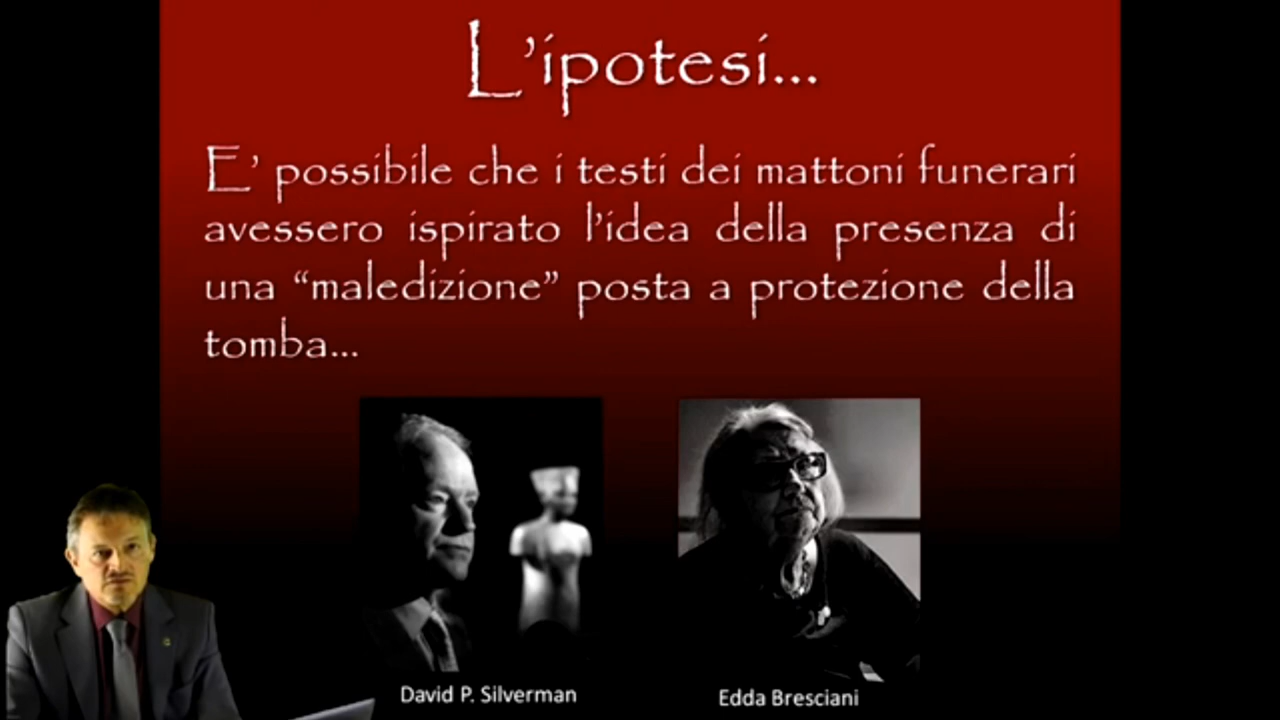 L'ipotesi...
E' possibile che i testi dei mattoni funerari
avessero ispirato l'idea della presenza di
una “maledizione” posta a protezione della
tomba...
David P. Silverman
Edda Bresciani